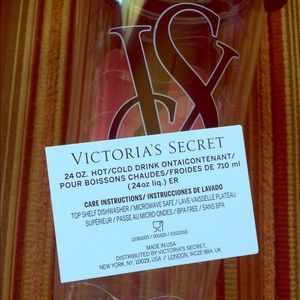 VICTORIA'S SECRET
24 OZ. HOT/COLD DRINK ONTAICONTENANT/
POUR BOISSONS CHAUDES/FROIDES DE 710 ml
(24oz liq.) ER
CARE INSTRUCTIONS/ INSTRUCCIONES DE LAVADO
TOP SHELF DISHWASHER / MICROWAVE SAFE / LAVE-VAISSELLE PLATEAU
SUPÉRIEUR / PASSE AU MICRO-ONDES / BPA FREE / SANS BPA
MADE IN USA
DISTRIBUTED BY VICTORIA'S SECRET,
NEW YORK, NY, 10019, USA / LONDON, WC2E 9BA, UK